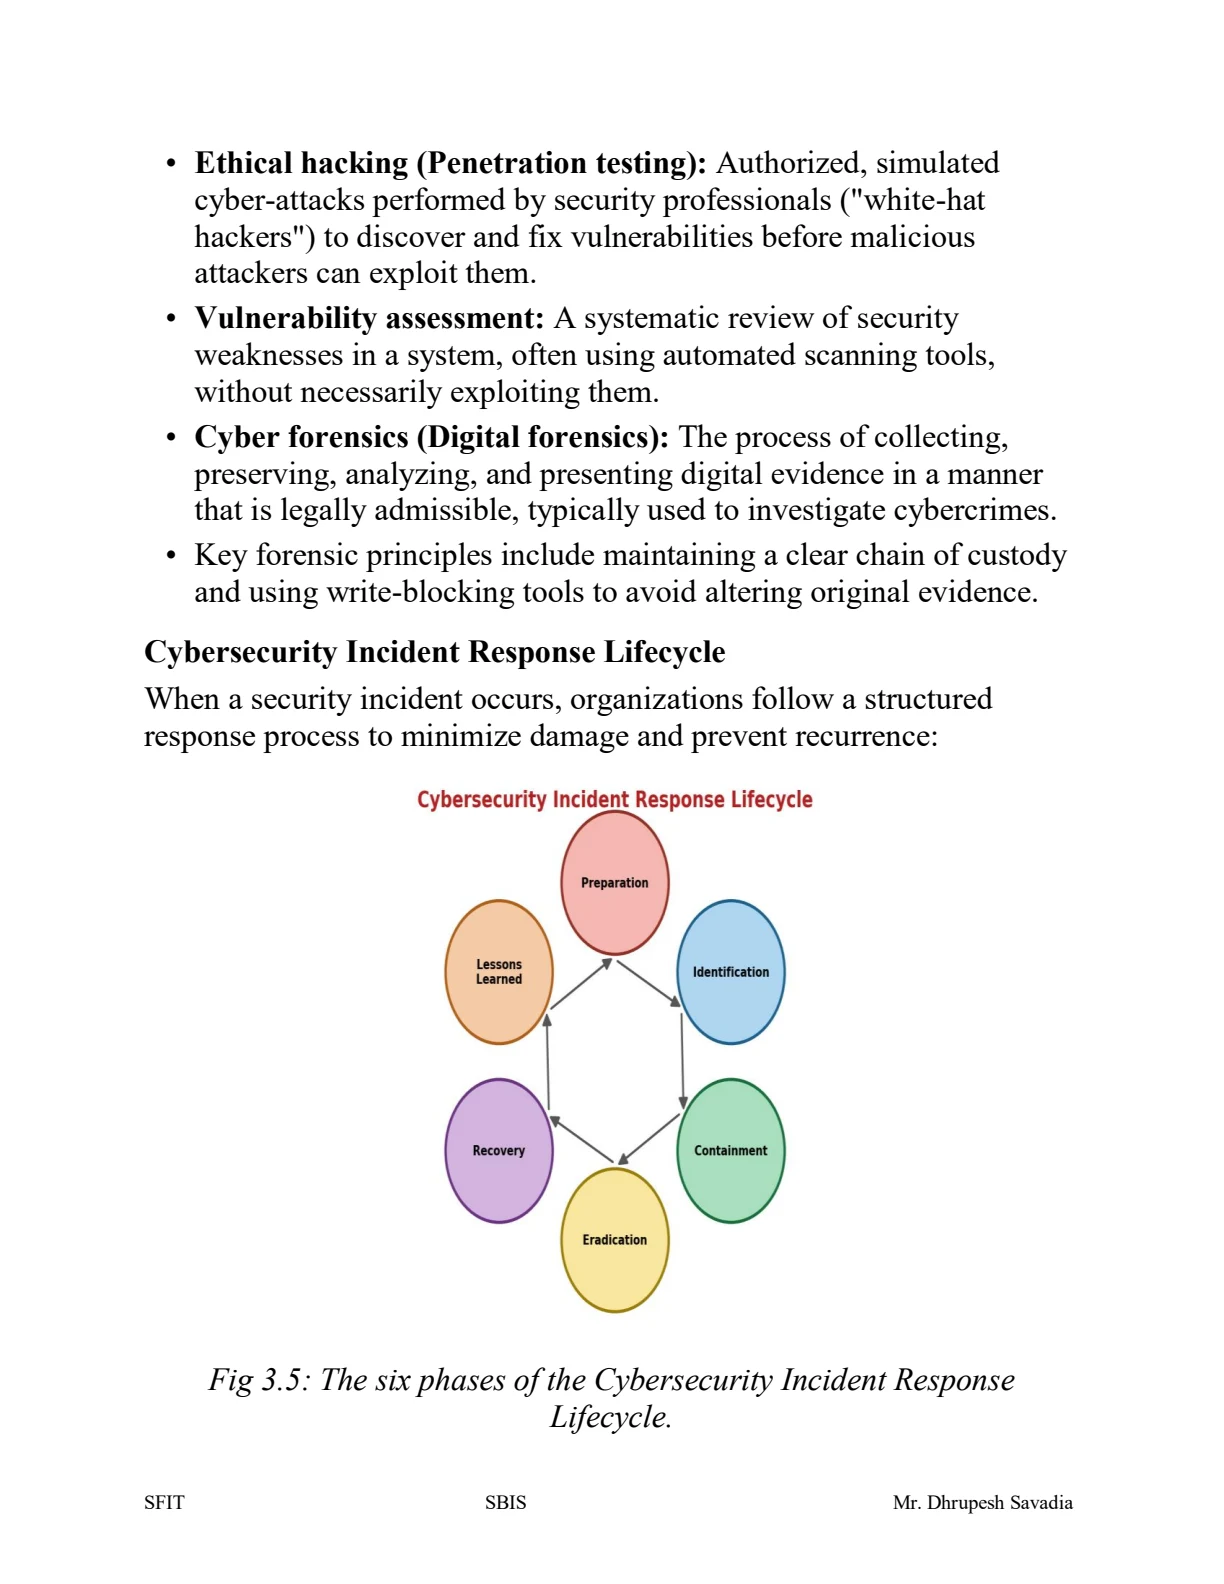 • Ethical hacking (Penetration testing): Authorized, simulated
cyber-attacks performed by security professionals ("white-hat
hackers") to discover and fix vulnerabilities before malicious
attackers can exploit them.
• Vulnerability assessment: A systematic review of security
weaknesses in a system, often using automated scanning tools,
without necessarily exploiting them.
• Cyber forensics (Digital forensics): The process of collecting,
preserving, analyzing, and presenting digital evidence in a manner
that is legally admissible, typically used to investigate cybercrimes.
• Key forensic principles include maintaining a clear chain of custody
and using write-blocking tools to avoid altering original evidence.
Cybersecurity Incident Response Lifecycle
When a security incident occurs, organizations follow a structured
response process to minimize damage and prevent recurrence:
Cybersecurity Incident Response Lifecycle
Preparation
Identification
Containment
Eradication
Recovery
Lessons
Learned
Fig 3.5: The six phases of the Cybersecurity Incident Response
Lifecycle.
SFIT SBIS Mr. Dhrupesh Savadia